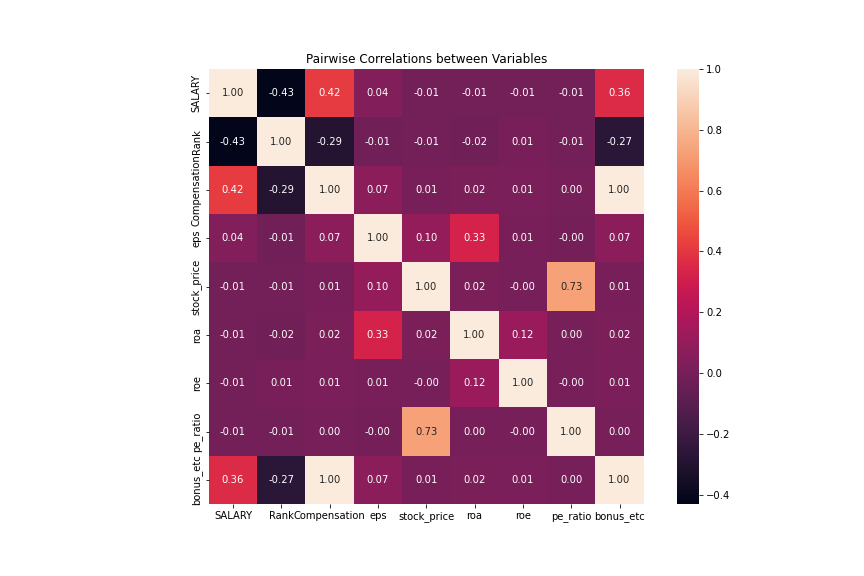 Pairwise Correlations between Variables
SALARY 1.00 -0.43 0.42 0.04 -0.01 -0.01 -0.01 -0.01 0.36
Rank -0.43 1.00 -0.29 -0.01 -0.01 -0.02 0.01 -0.01 -0.27
Compensation 0.42 -0.29 1.00 0.07 0.01 0.02 0.01 0.00 1.00
eps 0.04 -0.01 0.07 1.00 0.10 0.33 0.01 -0.00 0.07
stock_price -0.01 -0.01 0.01 0.10 1.00 0.02 -0.00 0.73 0.01
roa -0.01 -0.02 0.02 0.33 0.02 1.00 0.12 0.00 0.02
roe -0.01 0.01 0.01 0.01 -0.00 0.12 1.00 -0.00 0.01
pe_ratio -0.01 -0.01 0.00 -0.00 0.73 0.00 -0.00 1.00 0.00
bonus_etc 0.36 -0.27 1.00 0.07 0.01 0.02 0.01 0.00 1.00
SALARY Rank Compensation eps stock_price roa roe pe_ratio bonus_etc
1.0
0.8
0.6
0.4
0.2
0.0
−0.2
−0.4